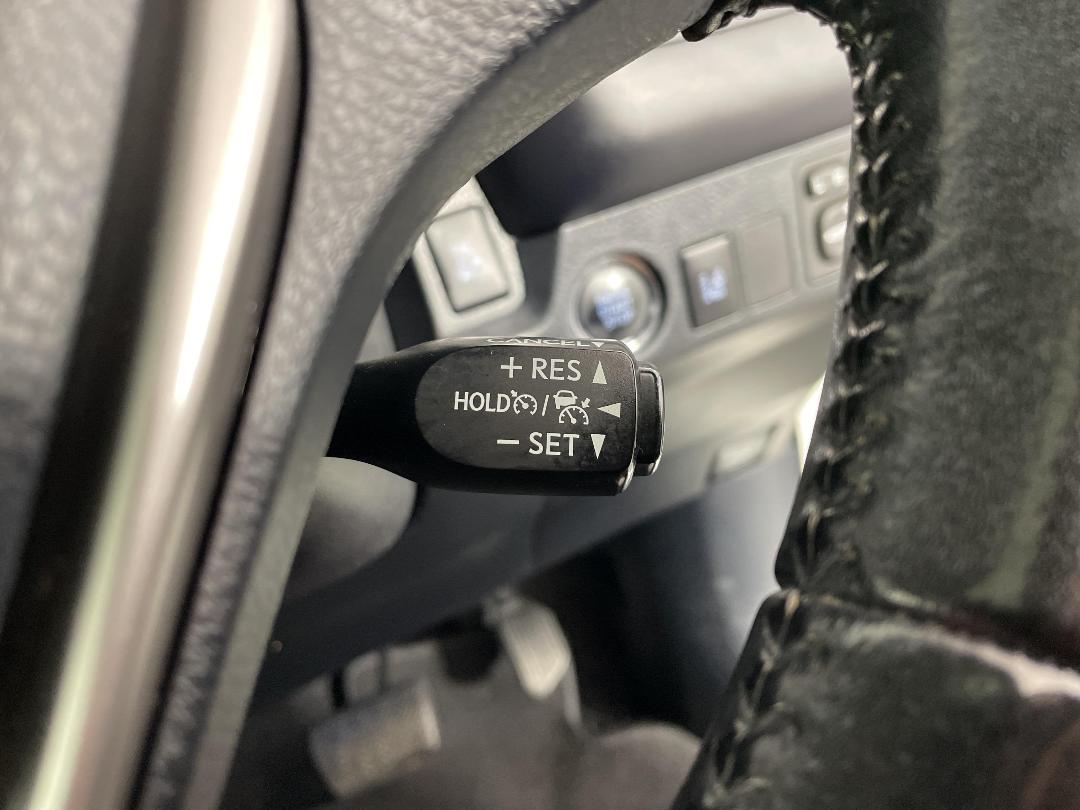 CANCEL ▼
+ RES ▲
HOLD / ◀
− SET ▼